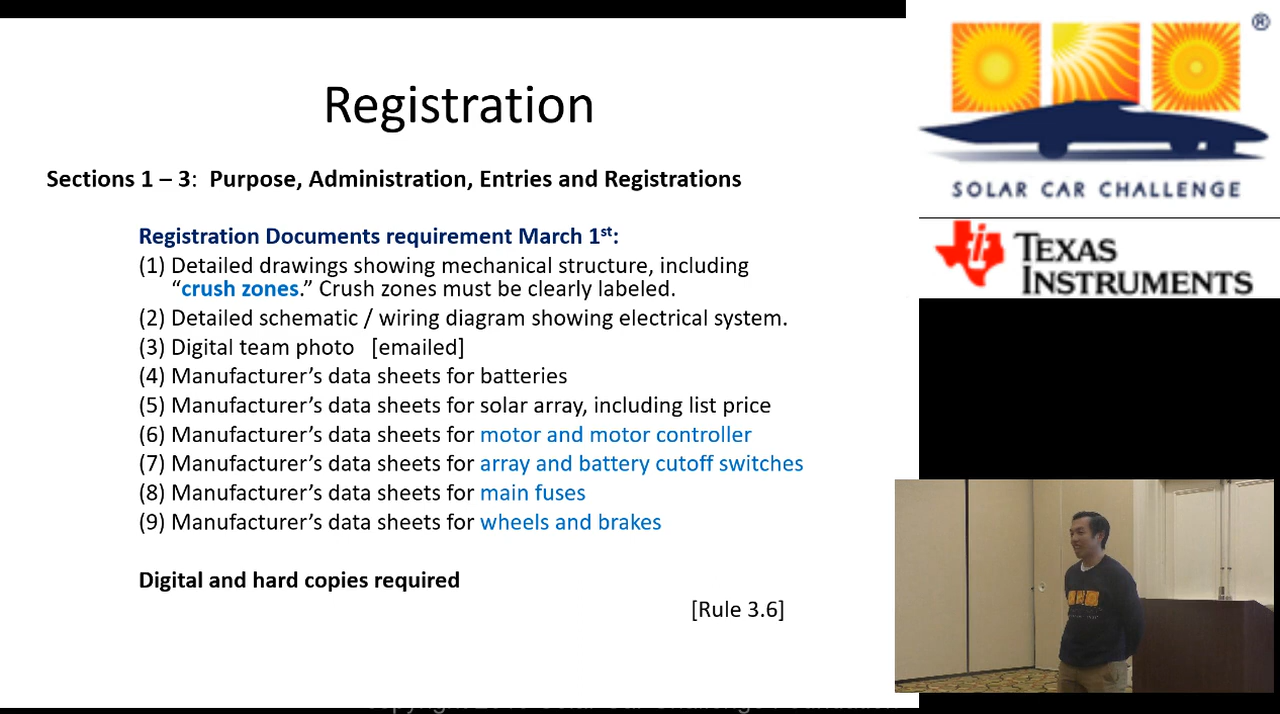 Registration
Sections 1 – 3:  Purpose, Administration, Entries and Registrations
Registration Documents requirement March 1st:
(1) Detailed drawings showing mechanical structure, including
“crush zones.” Crush zones must be clearly labeled.
(2) Detailed schematic / wiring diagram showing electrical system.
(3) Digital team photo   [emailed]
(4) Manufacturer’s data sheets for batteries
(5) Manufacturer’s data sheets for solar array, including list price
(6) Manufacturer’s data sheets for motor and motor controller
(7) Manufacturer’s data sheets for array and battery cutoff switches
(8) Manufacturer’s data sheets for main fuses
(9) Manufacturer’s data sheets for wheels and brakes
Digital and hard copies required
[Rule 3.6]
®
SOLAR CAR CHALLENGE
TEXAS
INSTRUMENTS